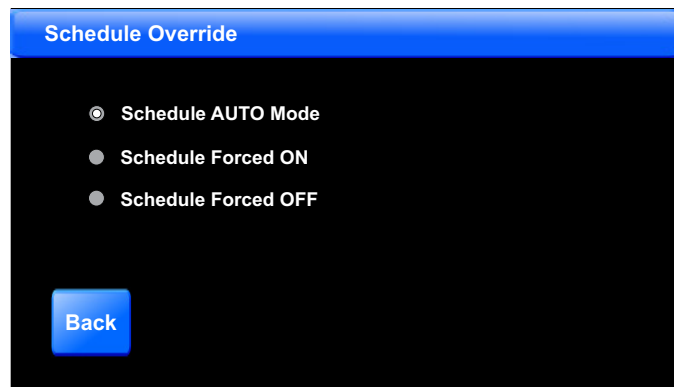 Schedule Override
Schedule AUTO Mode
Schedule Forced ON
Schedule Forced OFF
Back